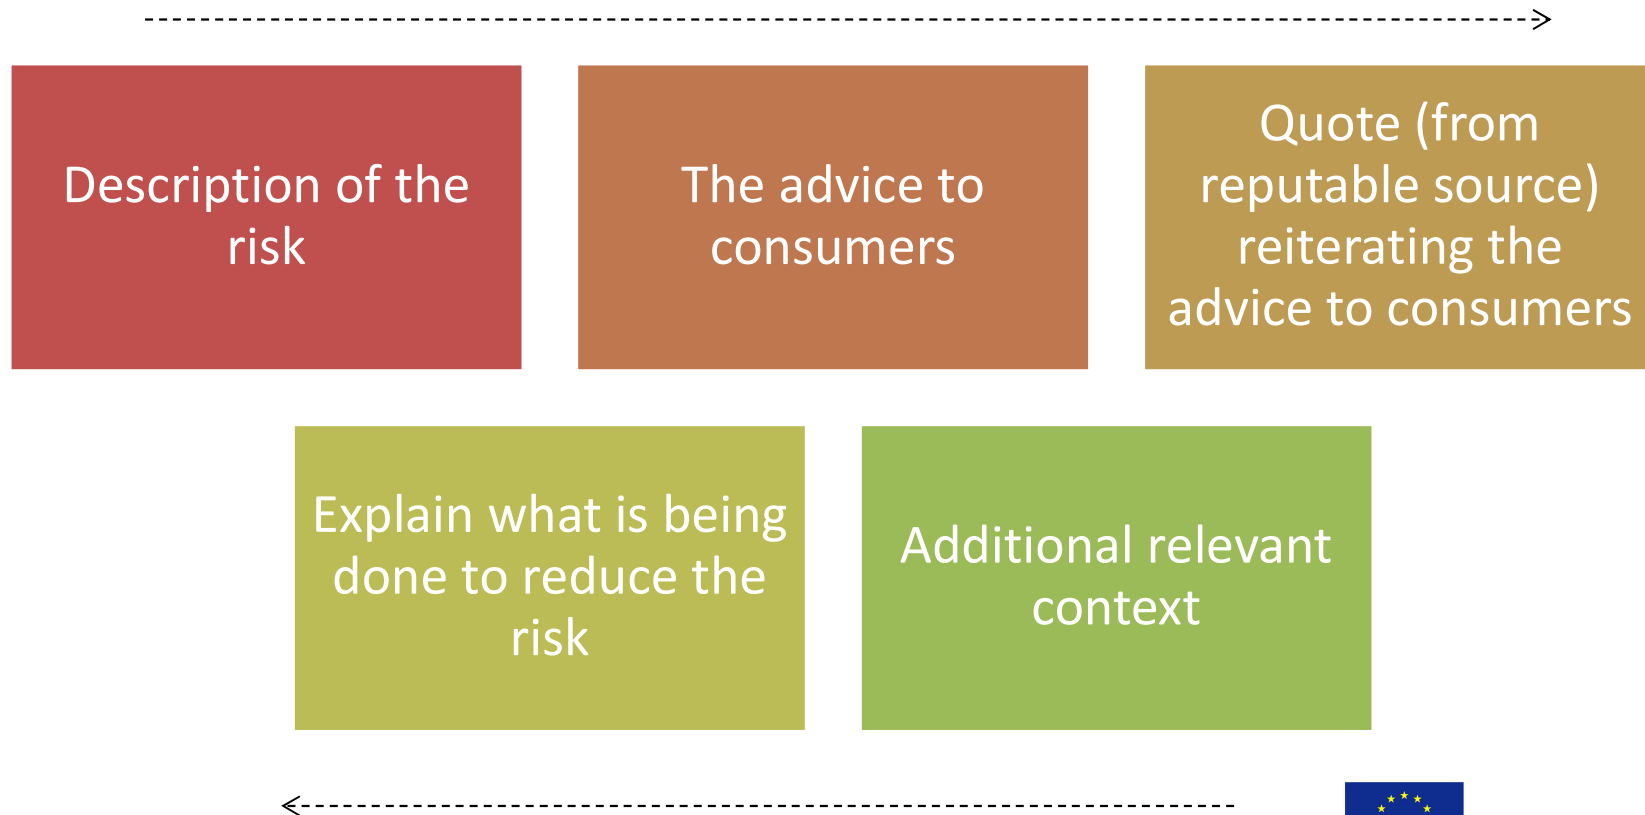 Description of the
risk
The advice to
consumers
Quote (from
reputable source)
reiterating the
advice to consumers
Explain what is being
done to reduce the
risk
Additional relevant
context